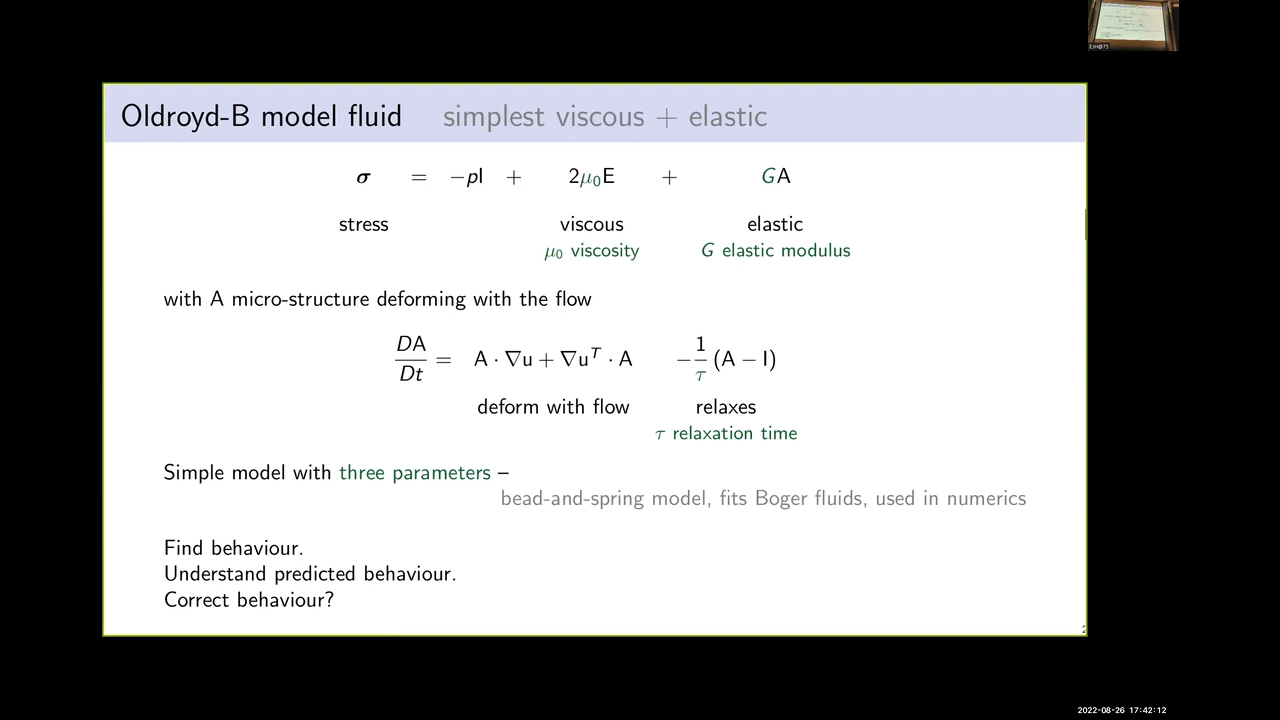 EJH@75
Oldroyd-B model fluid simplest viscous + elastic
σ = −pI + 2μ₀E + GA
stress viscous elastic
μ₀ viscosity G elastic modulus
with A micro-structure deforming with the flow
DA/Dt = A · ∇u + ∇uᵀ · A −1/τ (A − I)
deform with flow relaxes
τ relaxation time
Simple model with three parameters –
bead-and-spring model, fits Boger fluids, used in numerics
Find behaviour.
Understand predicted behaviour.
Correct behaviour?
2022-08-26 17:42:12